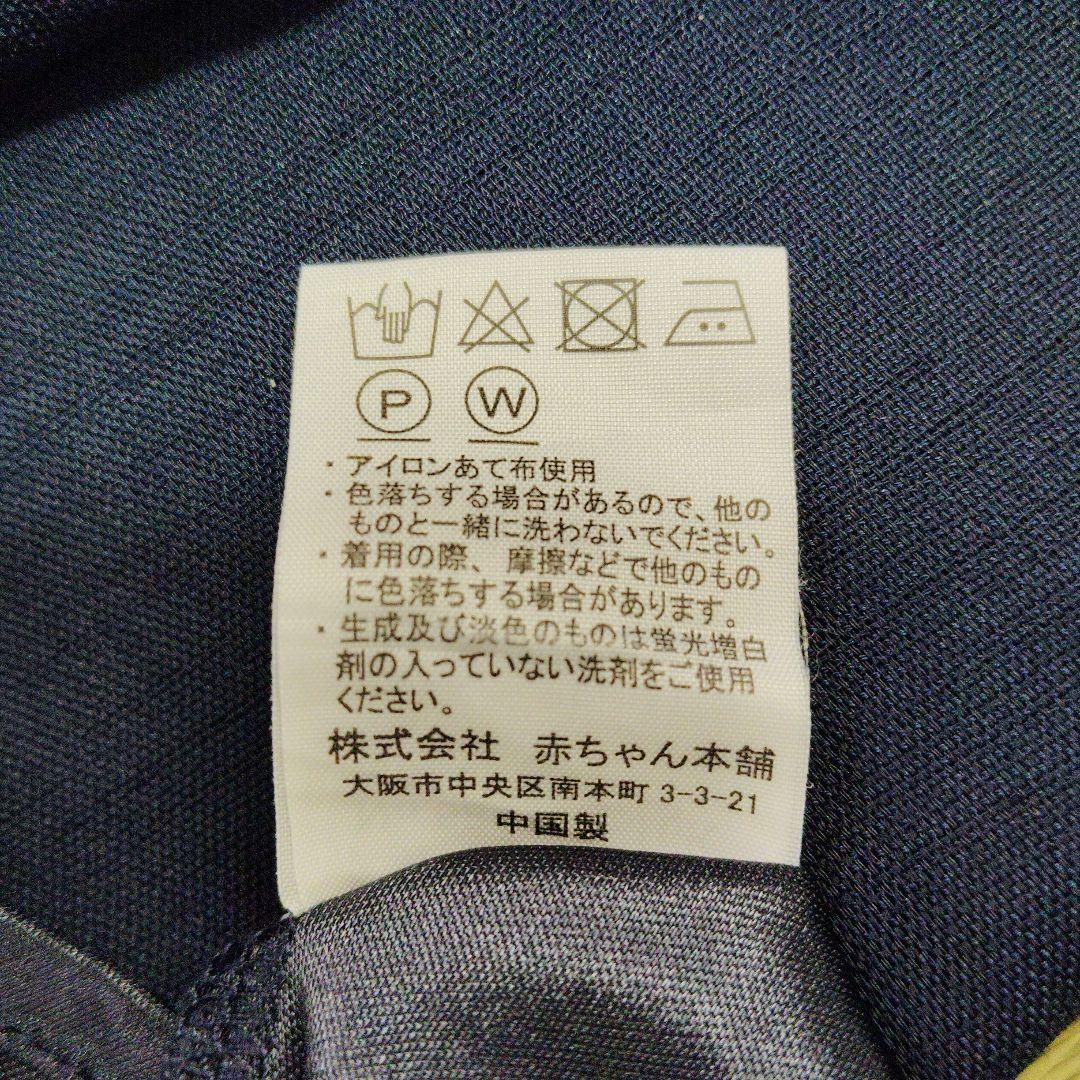 P W
・アイロンあて布使用
・色落ちする場合があるので、他の
ものと一緒に洗わないでください。
・着用の際、摩擦などで他のもの
に色落ちする場合があります。
・生成及び淡色のものは蛍光増白
剤の入っていない洗剤をご使用
ください。
株式会社 赤ちゃん本舗
大阪市中央区南本町 3-3-21
中国製